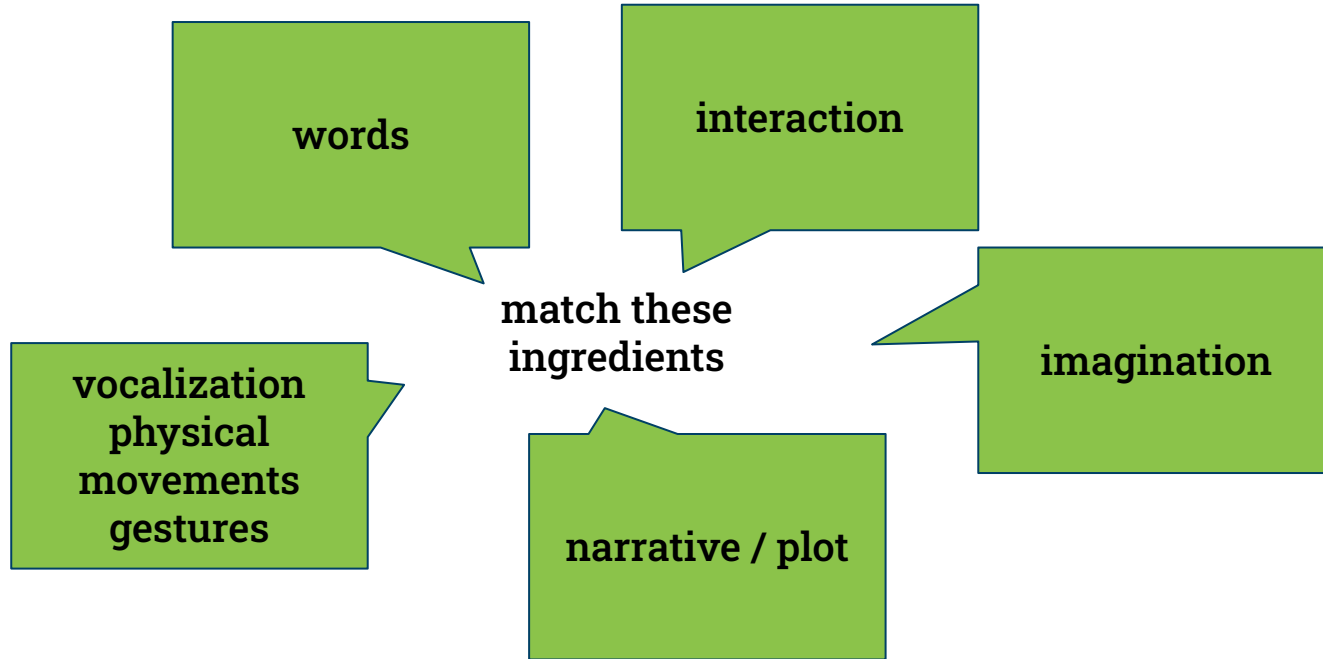 words
interaction
match these
ingredients
imagination
vocalization
physical
movements
gestures
narrative / plot